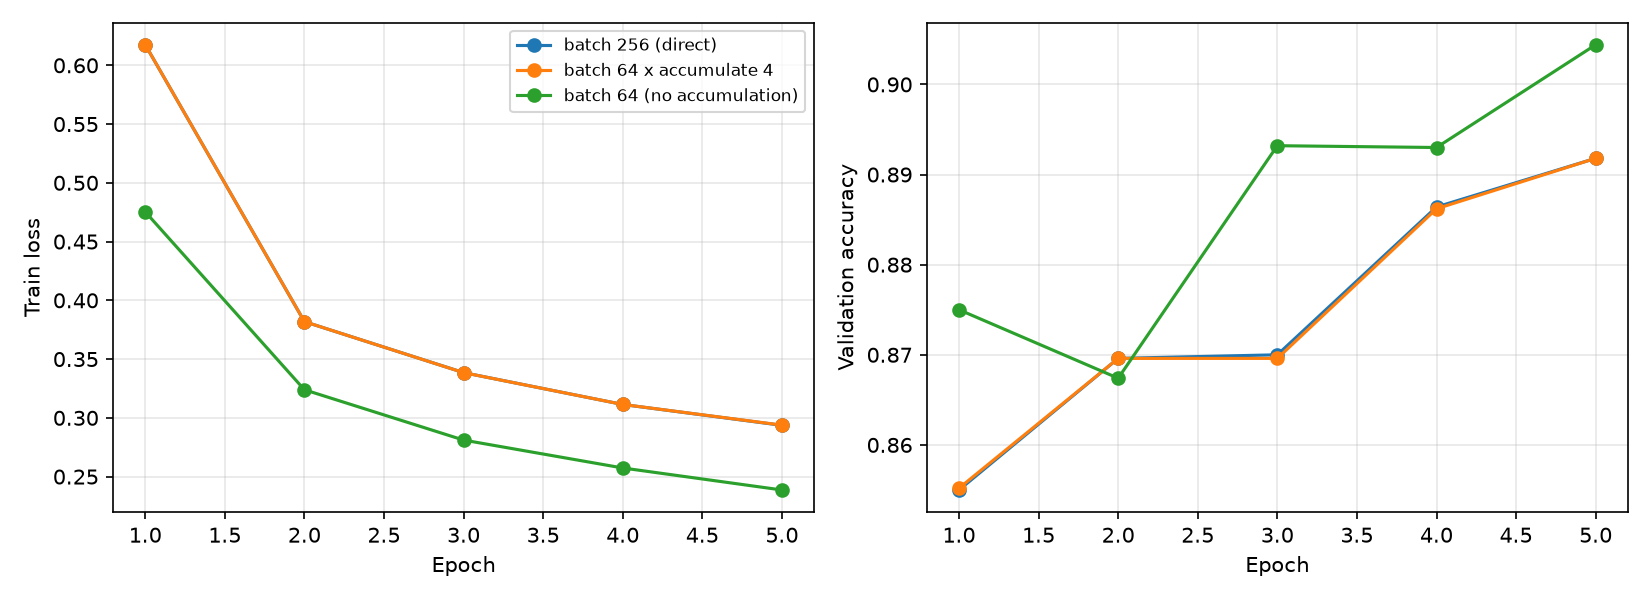 Train loss
0.60
0.55
0.50
0.45
0.40
0.35
0.30
0.25
1.0 1.5 2.0 2.5 3.0 3.5 4.0 4.5 5.0
Epoch
batch 256 (direct)
batch 64 x accumulate 4
batch 64 (no accumulation)
Validation accuracy
0.90
0.89
0.88
0.87
0.86
1.0 1.5 2.0 2.5 3.0 3.5 4.0 4.5 5.0
Epoch